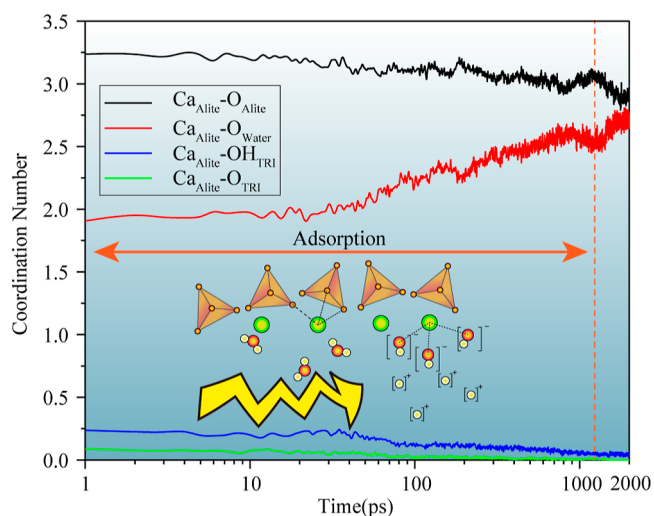 3.5
3.0
2.5
2.0
1.5
1.0
0.5
0.0
Coordination Number
Ca_Alite-O_Alite
Ca_Alite-O_Water
Ca_Alite-OH_TRI
Ca_Alite-O_TRI
Adsorption
[ ]⁻
[ ]⁻
[ ]⁻
[ ]⁺
[ ]⁺
[ ]⁺
[ ]⁺
1 10 100 1000 2000
Time(ps)